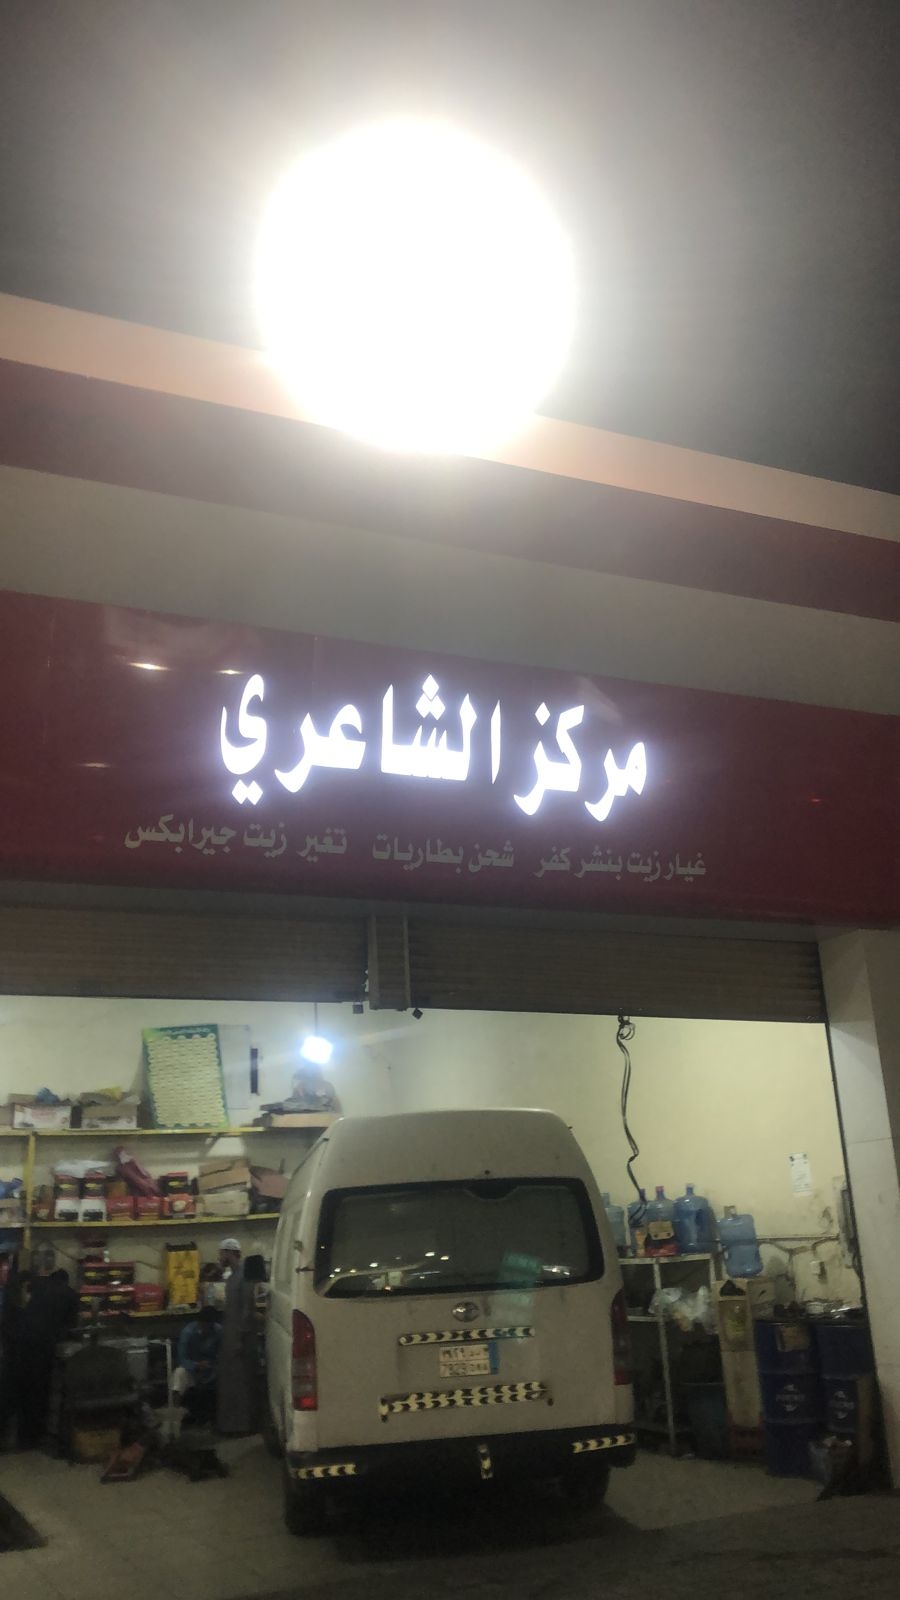 مركز الشاعري
غيار زيت بنشر كفر شحن بطاريات تغير زيت جيرابكس